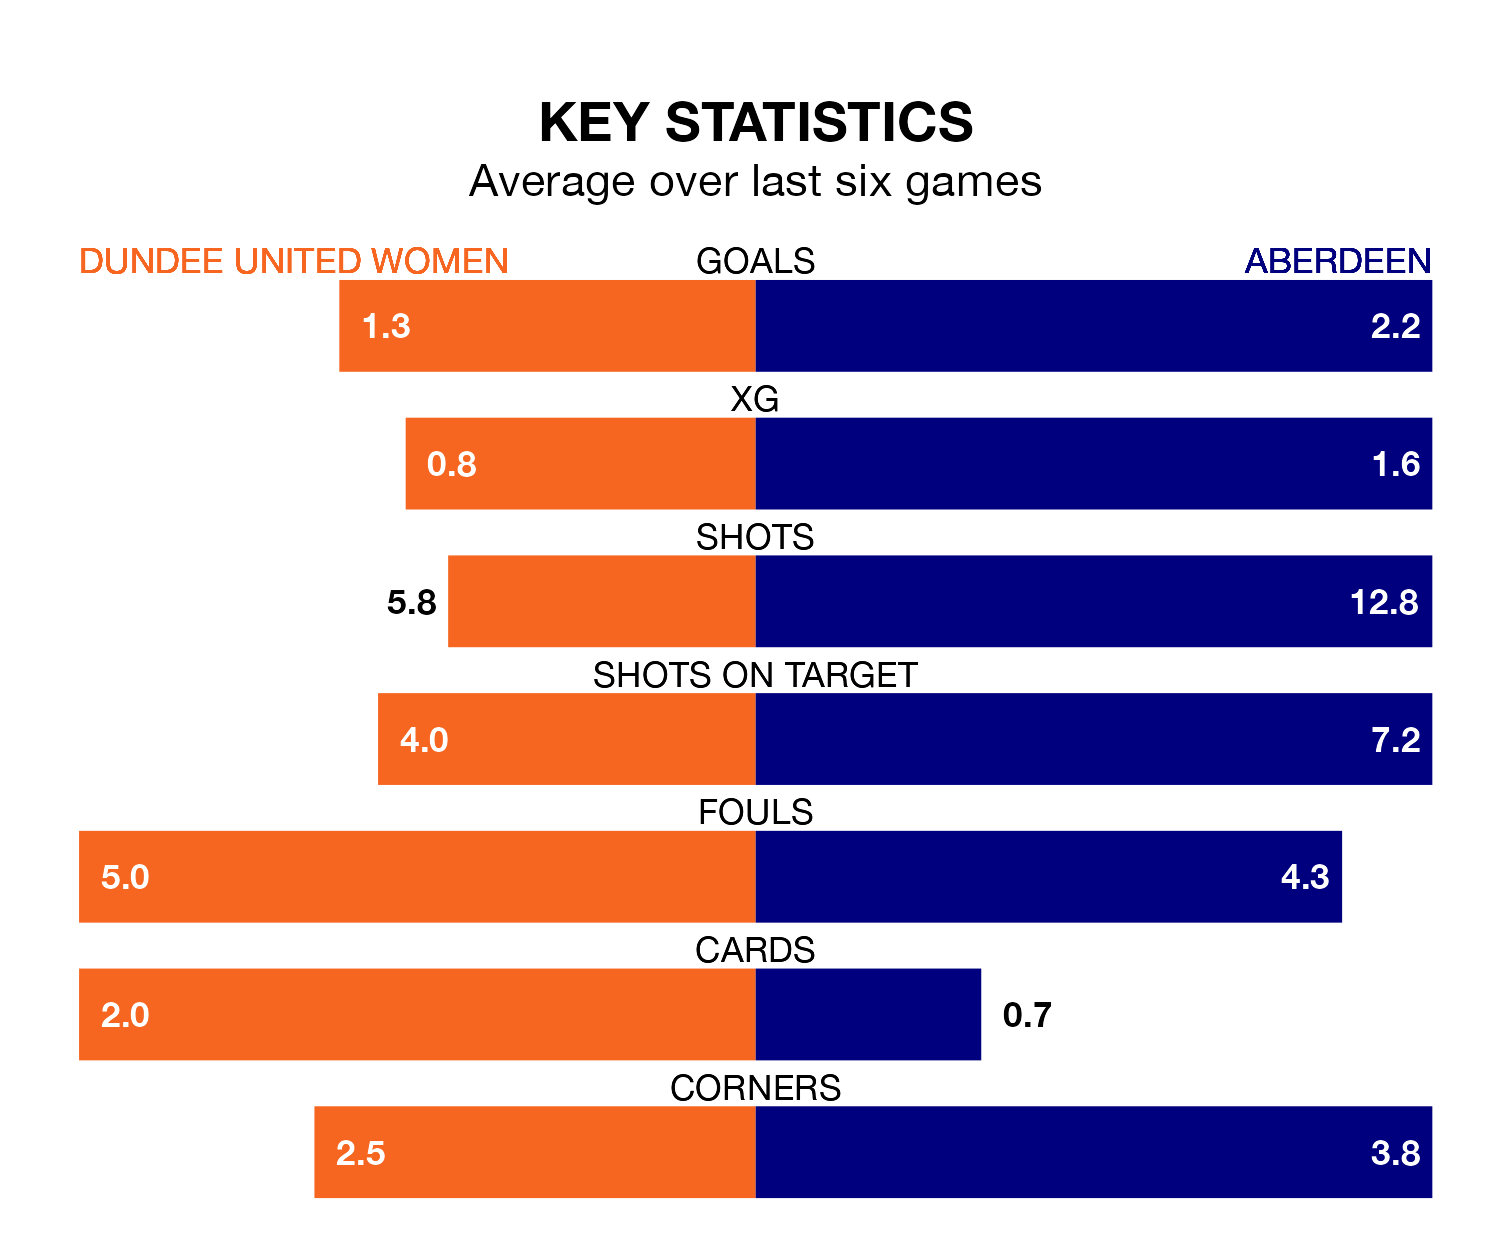 KEY STATISTICS
Average over last six games
DUNDEE UNITED WOMEN GOALS ABERDEEN
1.3 2.2
XG
0.8 1.6
SHOTS
5.8 12.8
SHOTS ON TARGET
4.0 7.2
FOULS
5.0 4.3
CARDS
2.0 0.7
CORNERS
2.5 3.8